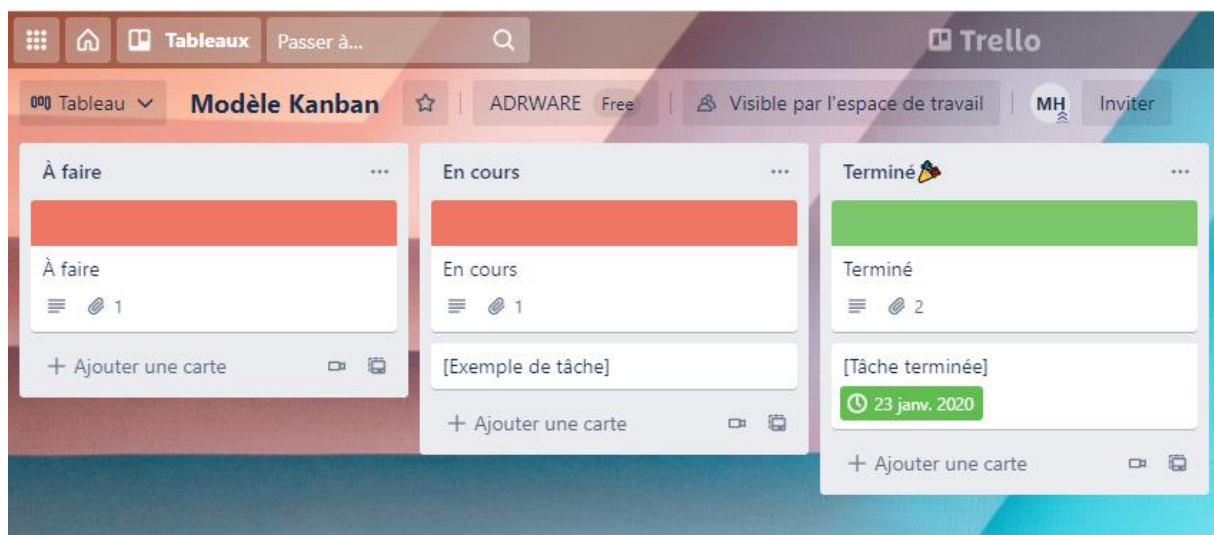 Tableaux Passer à... Trello
Tableau Modèle Kanban ADRWARE Free Visible par l'espace de travail MH Inviter
À faire
À faire
1
+ Ajouter une carte
En cours
En cours
1
[Exemple de tâche]
+ Ajouter une carte
Terminé🎉
Terminé
2
[Tâche terminée]
23 janv. 2020
+ Ajouter une carte